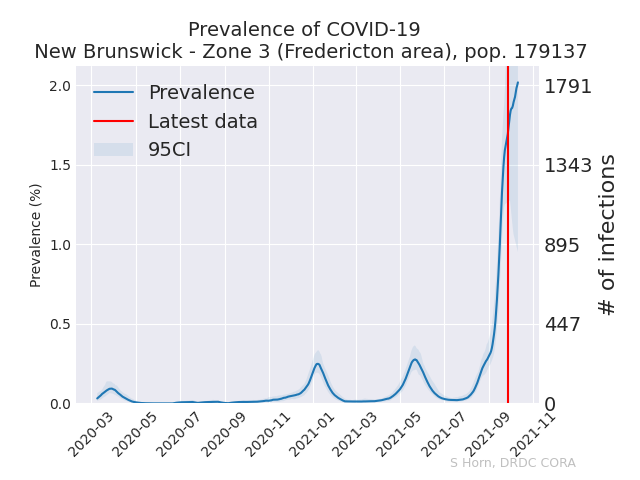 Prevalence of COVID-19
New Brunswick - Zone 3 (Fredericton area), pop. 179137
Prevalence
Latest data
95CI
Prevalence (%)
2.0
1.5
1.0
0.5
0.0
1791
1343
895
447
0
# of infections
2020-03
2020-05
2020-07
2020-09
2020-11
2021-01
2021-03
2021-05
2021-07
2021-09
2021-11
S Horn, DRDC CORA